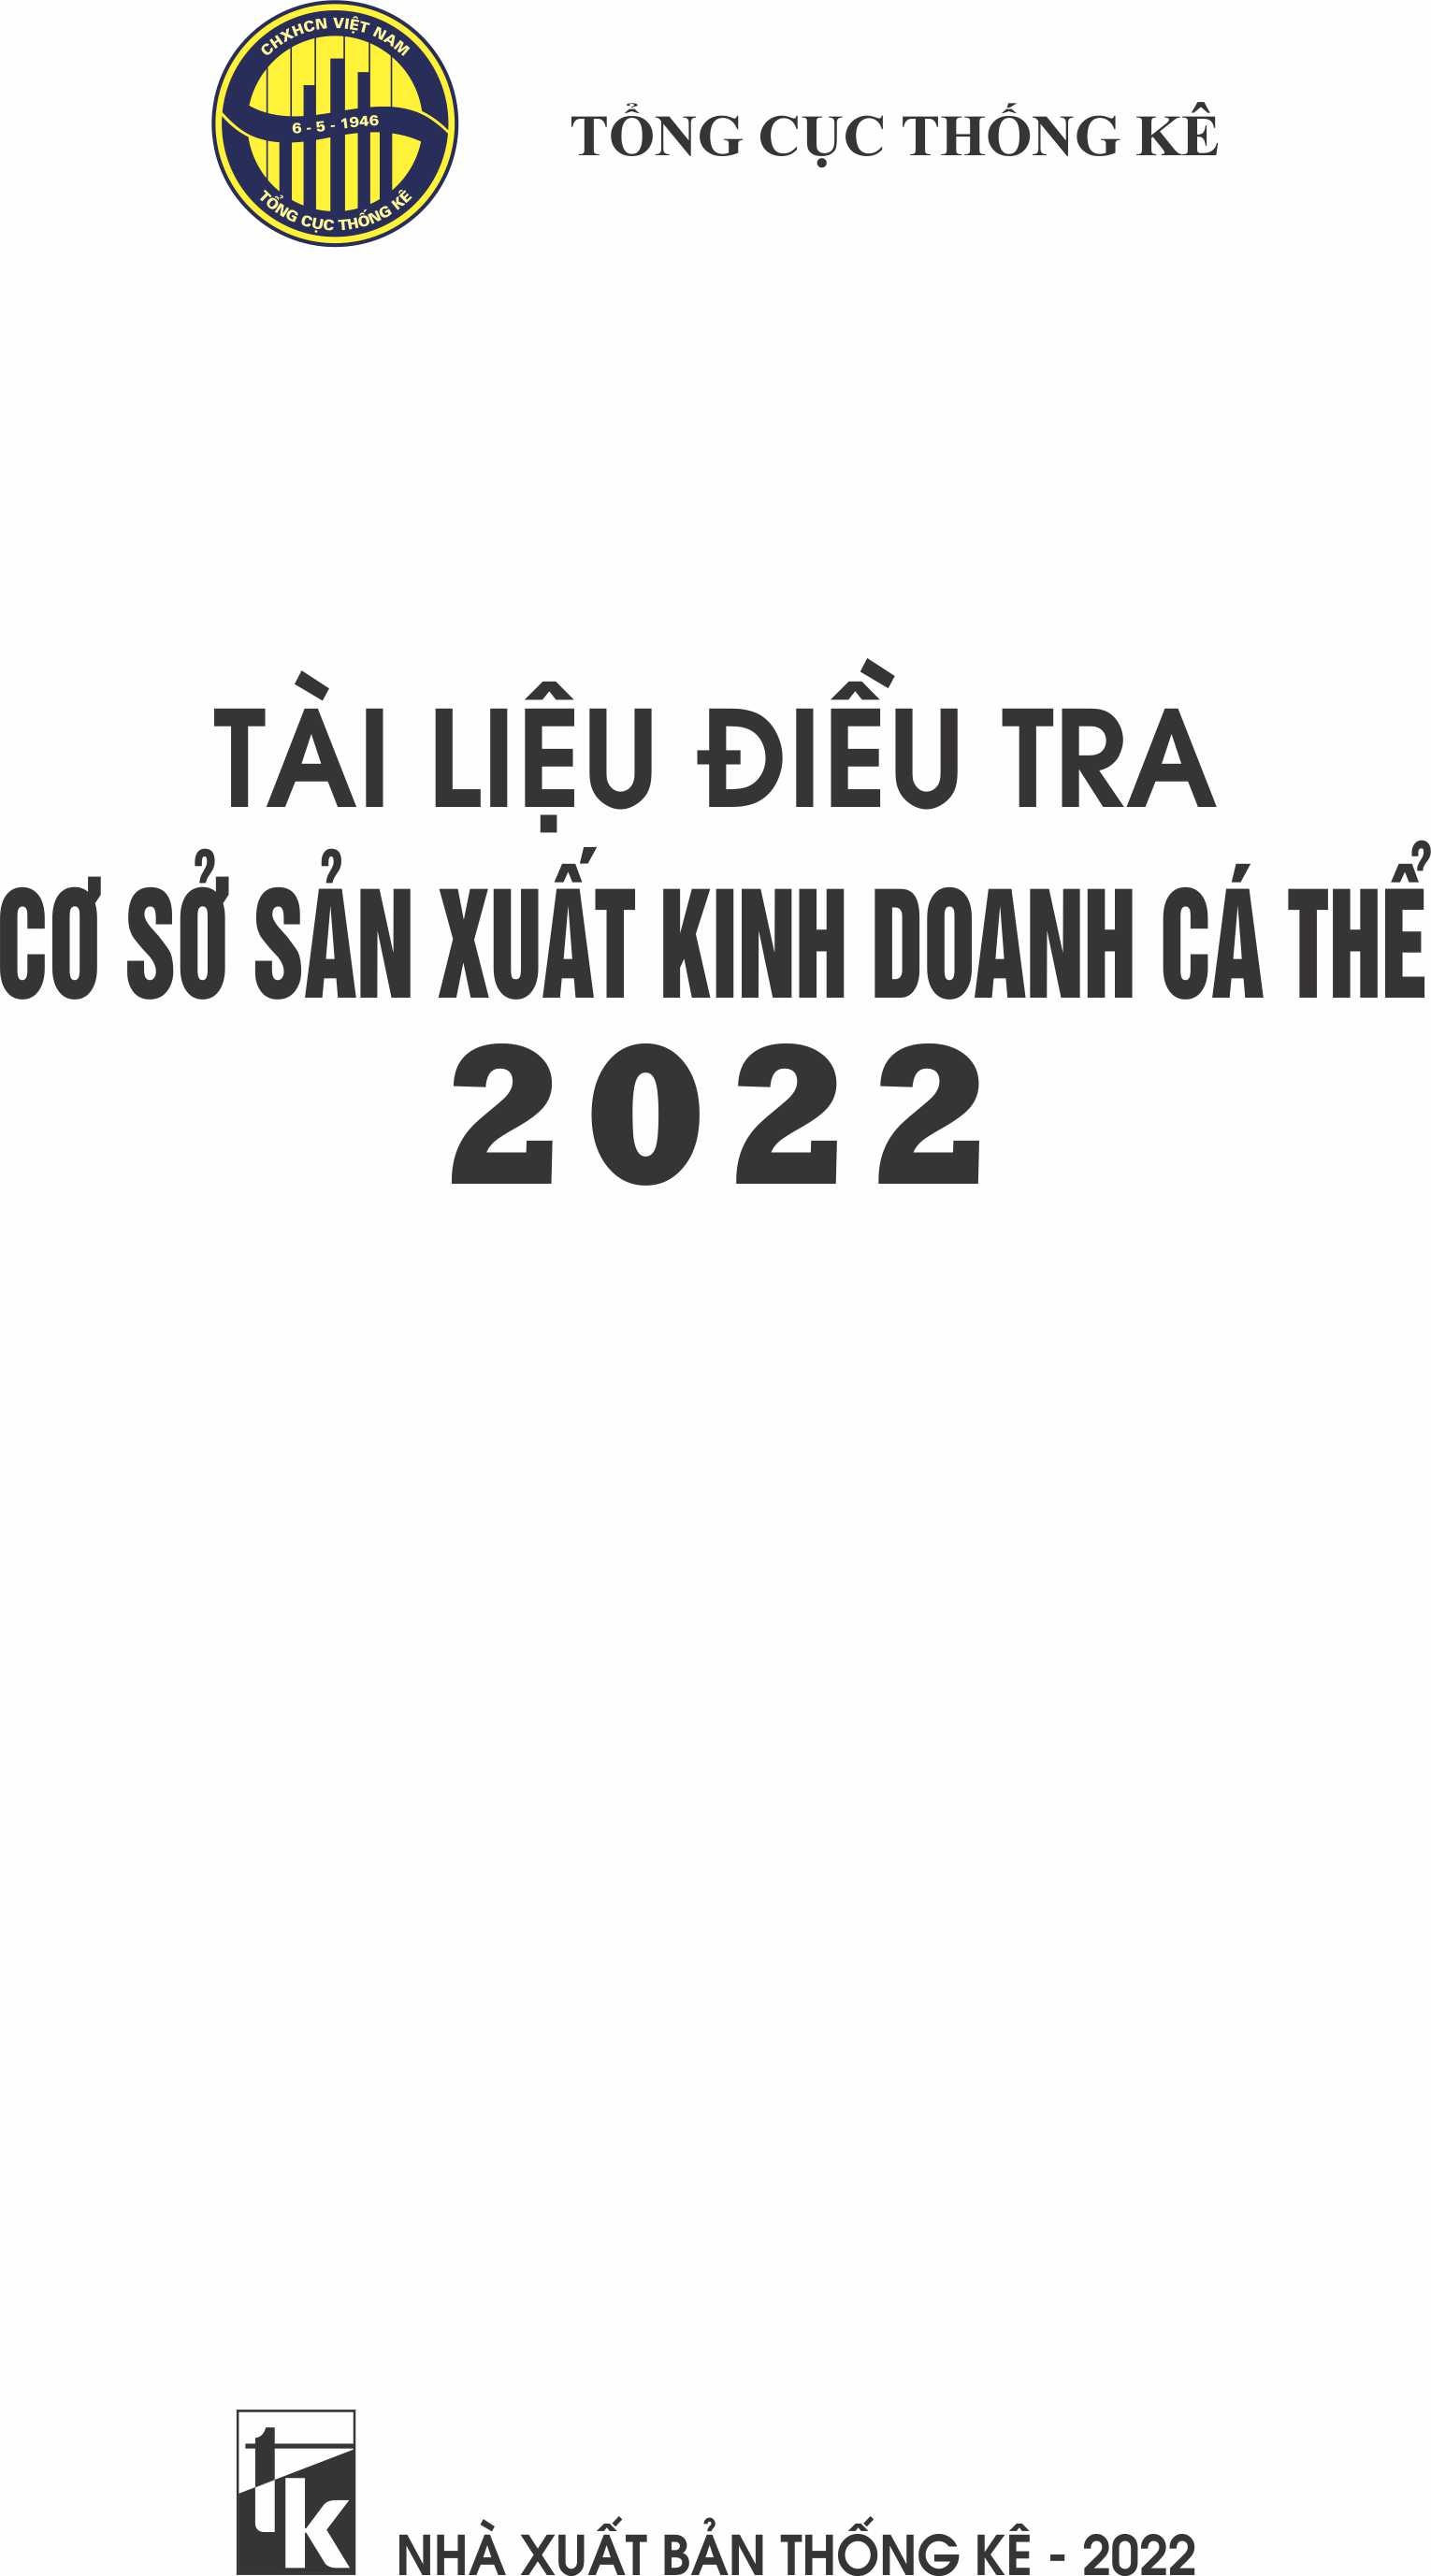 CHXHCN VIỆT NAM
6 - 5 - 1946
TỔNG CỤC THỐNG KÊ
TỔNG CỤC THỐNG KÊ
TÀI LIỆU ĐIỀU TRA
CƠ SỞ SẢN XUẤT KINH DOANH CÁ THỂ
2022
tk
NHÀ XUẤT BẢN THỐNG KÊ - 2022